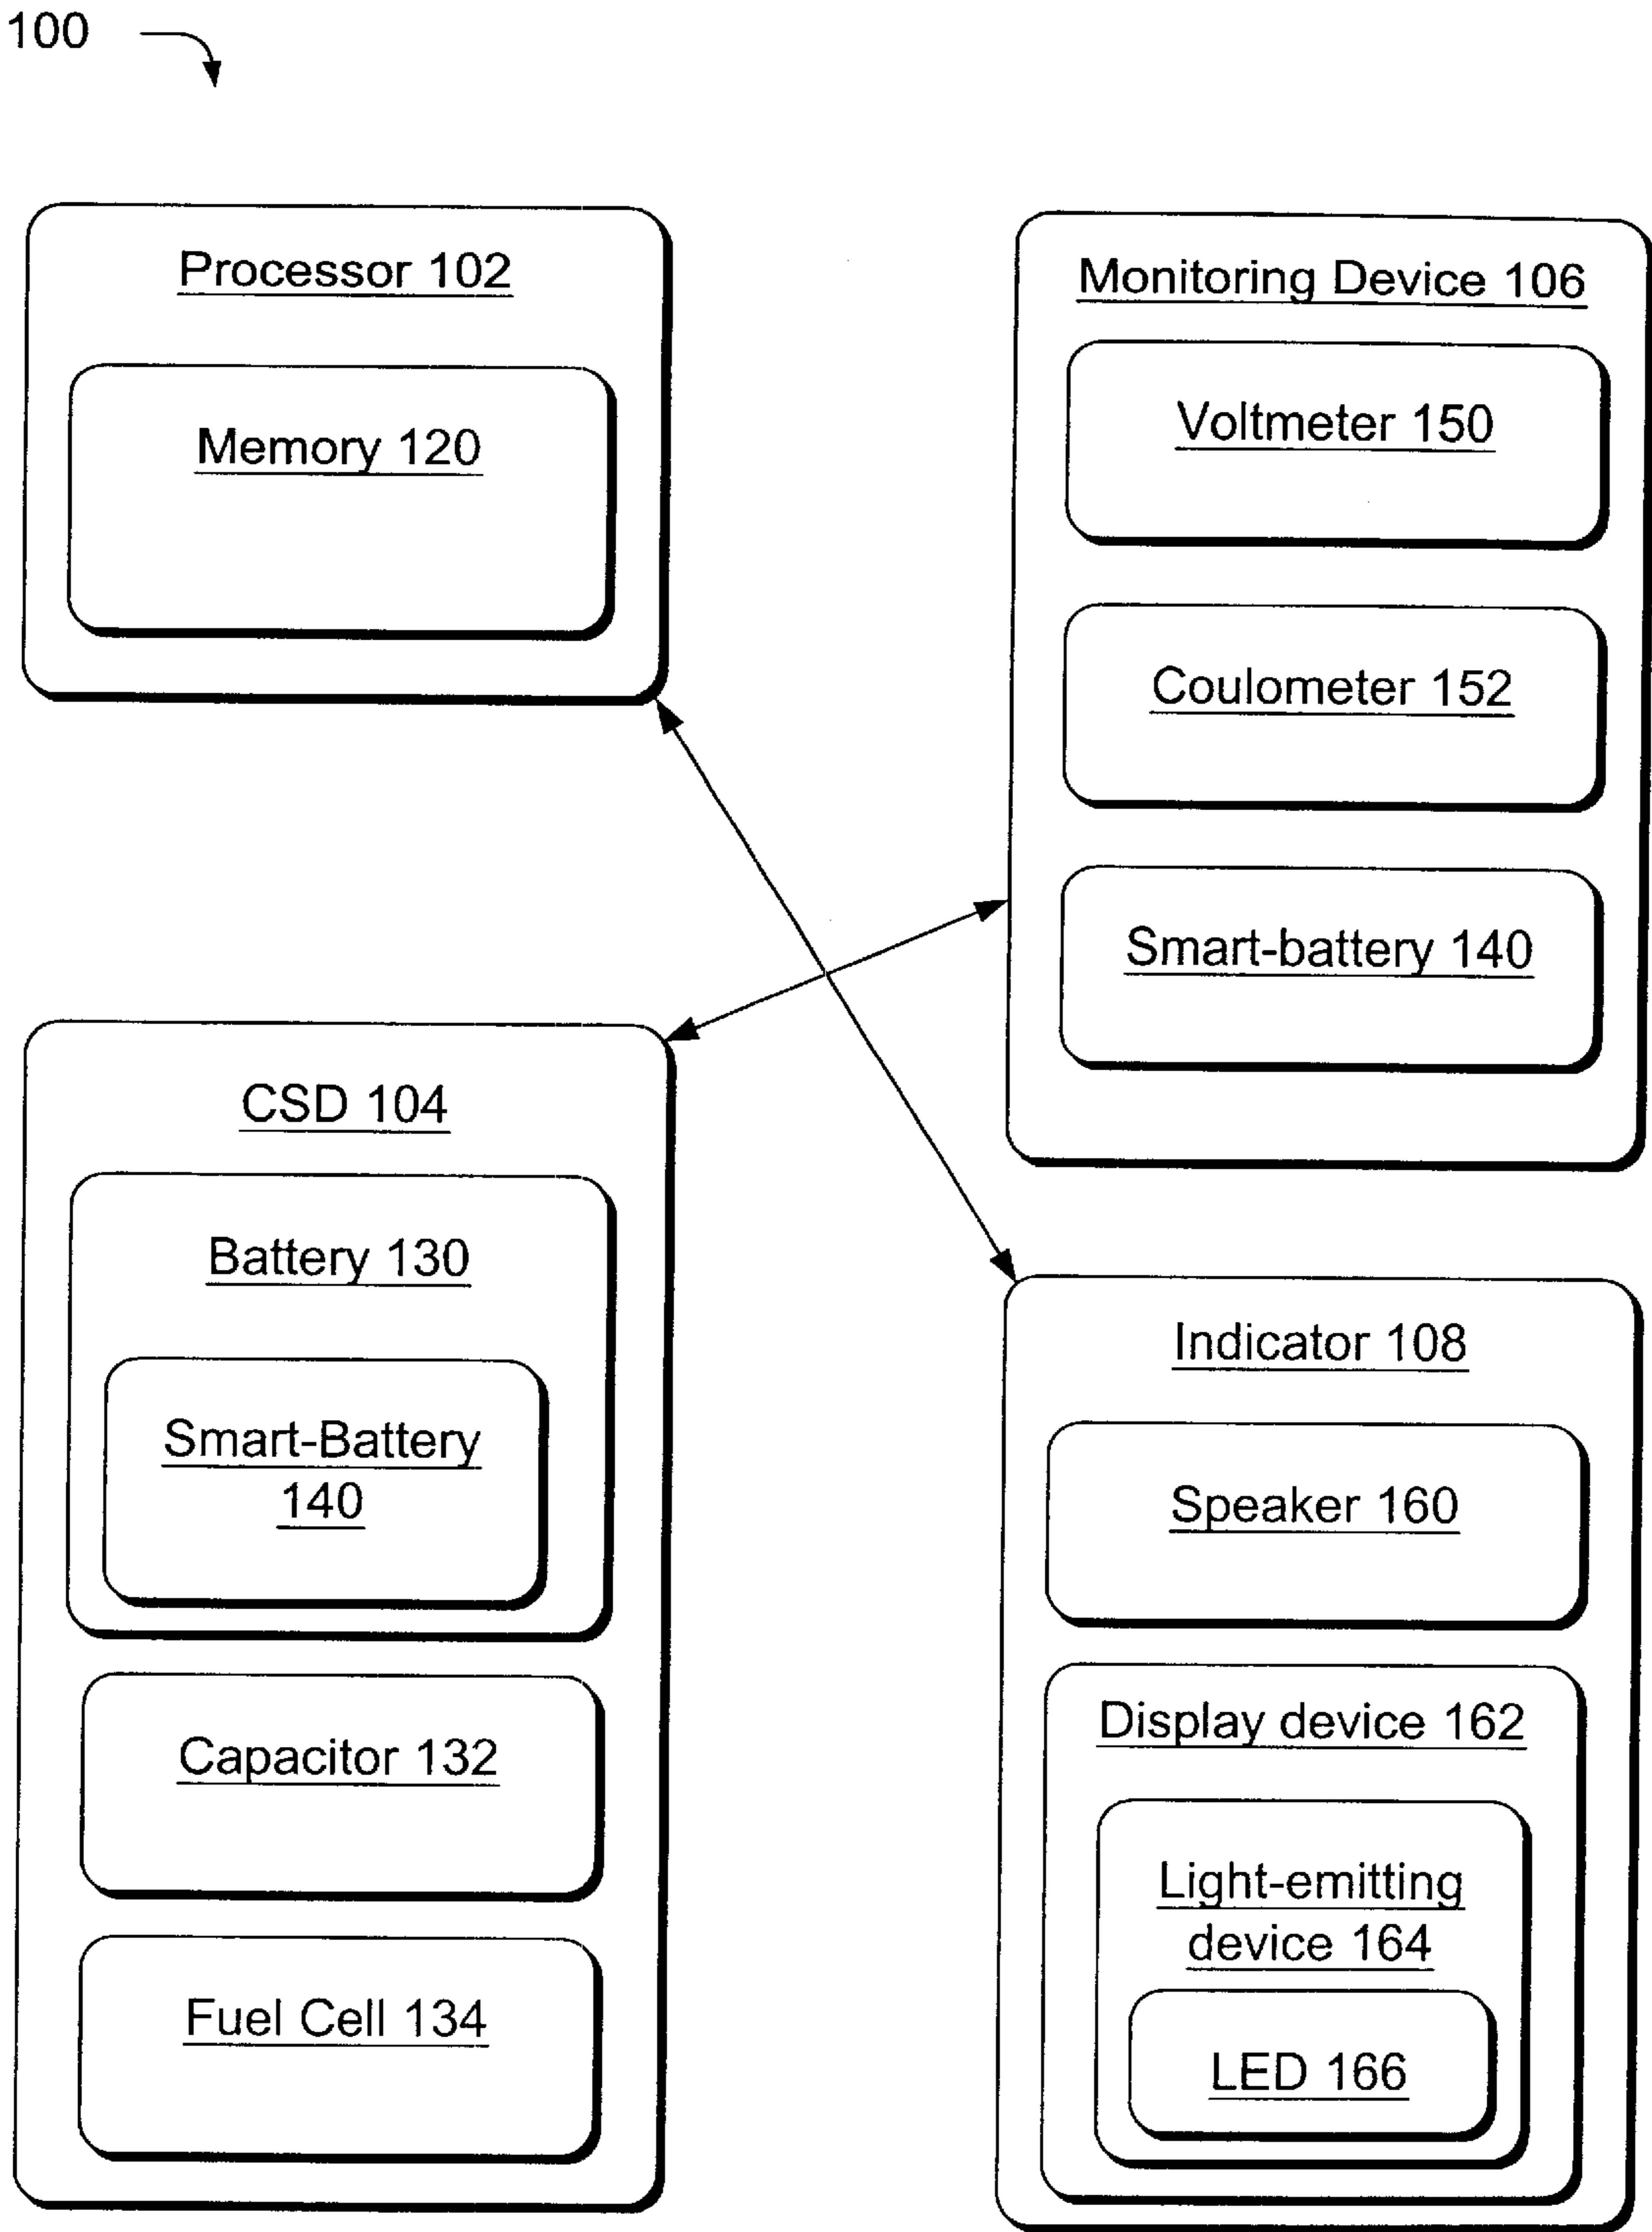 100
Processor 102
Memory 120
Monitoring Device 106
Voltmeter 150
Coulometer 152
Smart-battery 140
CSD 104
Battery 130
Smart-Battery
140
Capacitor 132
Fuel Cell 134
Indicator 108
Speaker 160
Display device 162
Light-emitting
device 164
LED 166